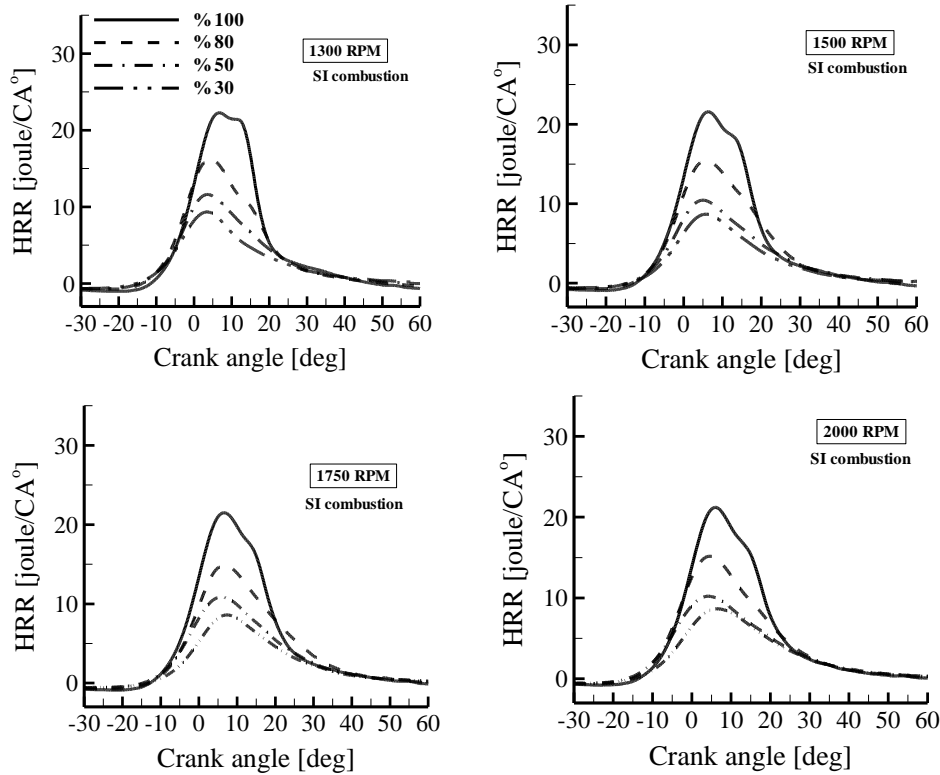 %100
%80
%50
%30
1300 RPM
SI combustion
HRR [joule/CA°]
30
20
10
0
-30 -20 -10 0 10 20 30 40 50 60
Crank angle [deg]
1500 RPM
SI combustion
HRR [joule/CA°]
30
20
10
0
-30 -20 -10 0 10 20 30 40 50 60
Crank angle [deg]
1750 RPM
SI combustion
HRR [joule/CA°]
30
20
10
0
-30 -20 -10 0 10 20 30 40 50 60
Crank angle [deg]
2000 RPM
SI combustion
HRR [joule/CA°]
30
20
10
0
-30 -20 -10 0 10 20 30 40 50 60
Crank angle [deg]